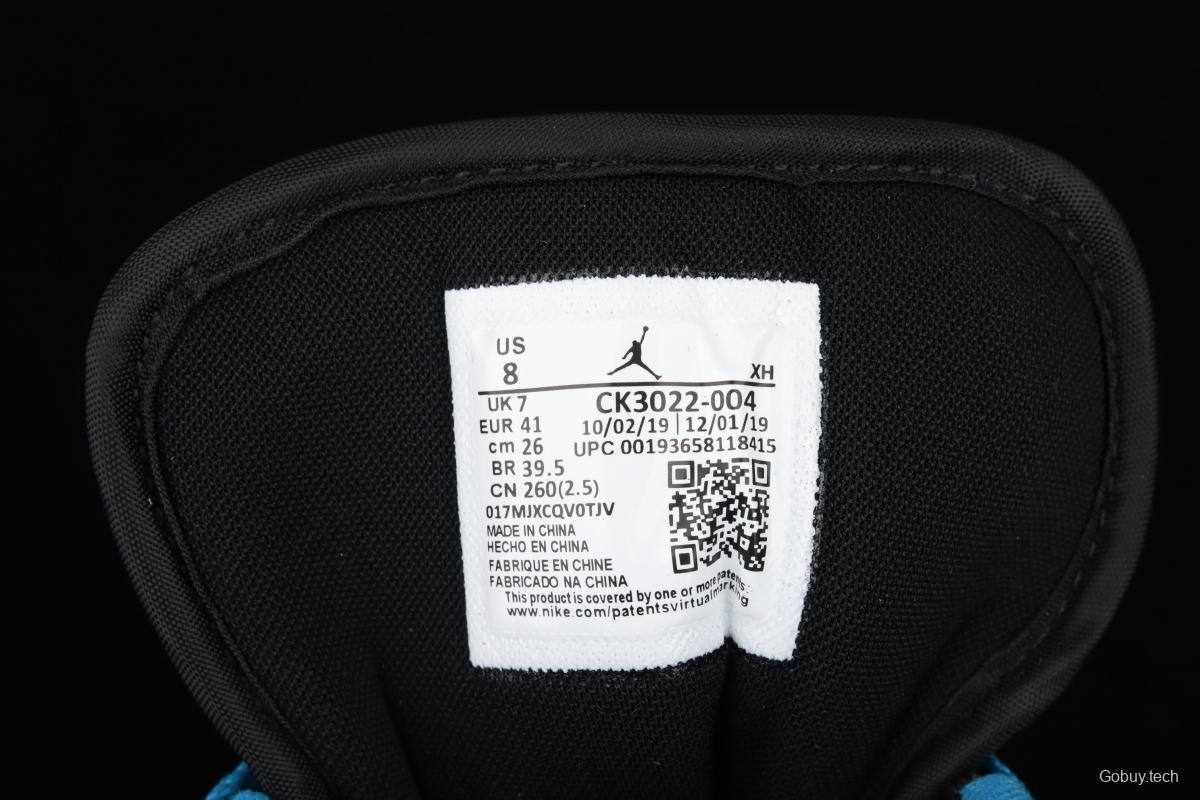 US
8
XH
UK 7
CK3022-004
EUR 41
10/02/19 | 12/01/19
cm 26
UPC 00193658118415
BR 39.5
CN 260(2.5)
017MJXCQV0TJV
MADE IN CHINA
HECHO EN CHINA
FABRIQUE EN CHINE
FABRICADO NA CHINA
This product is covered by one or more patents:
www.nike.com/patentsvirtualmarking
Gobuy.tech